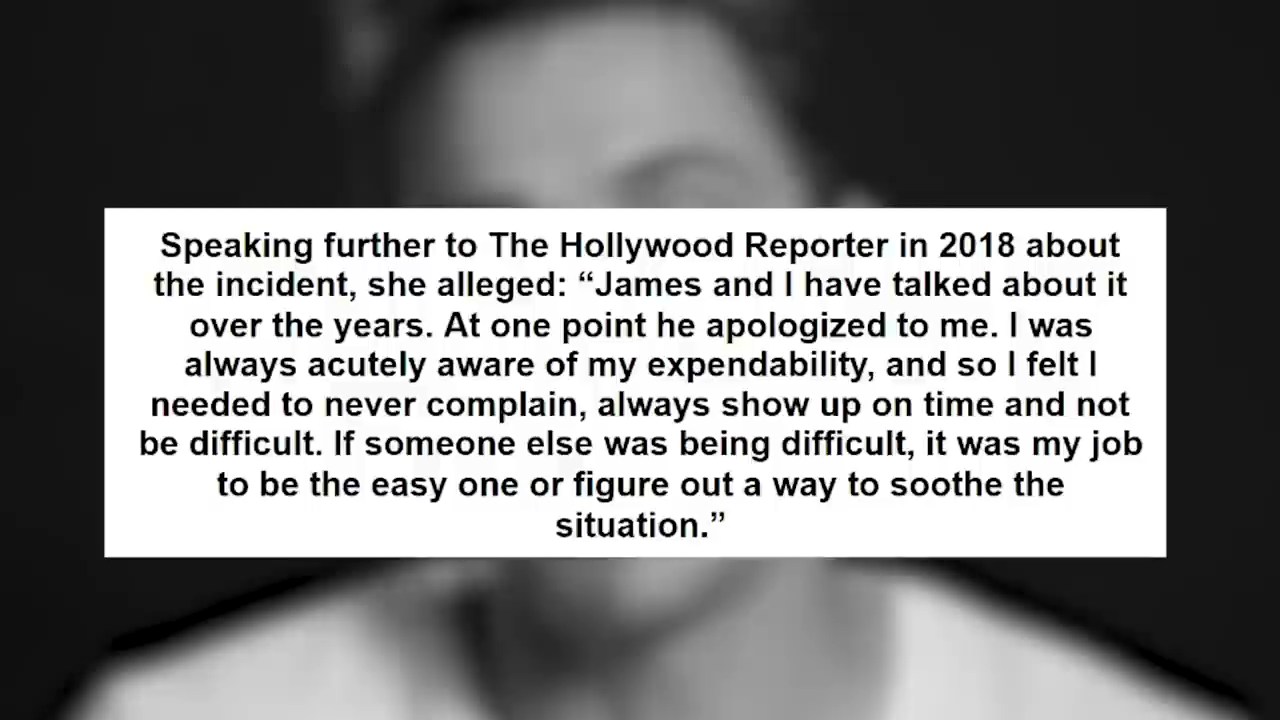 Speaking further to The Hollywood Reporter in 2018 about
the incident, she alleged: “James and I have talked about it
over the years. At one point he apologized to me. I was
always acutely aware of my expendability, and so I felt I
needed to never complain, always show up on time and not
be difficult. If someone else was being difficult, it was my job
to be the easy one or figure out a way to soothe the
situation.”